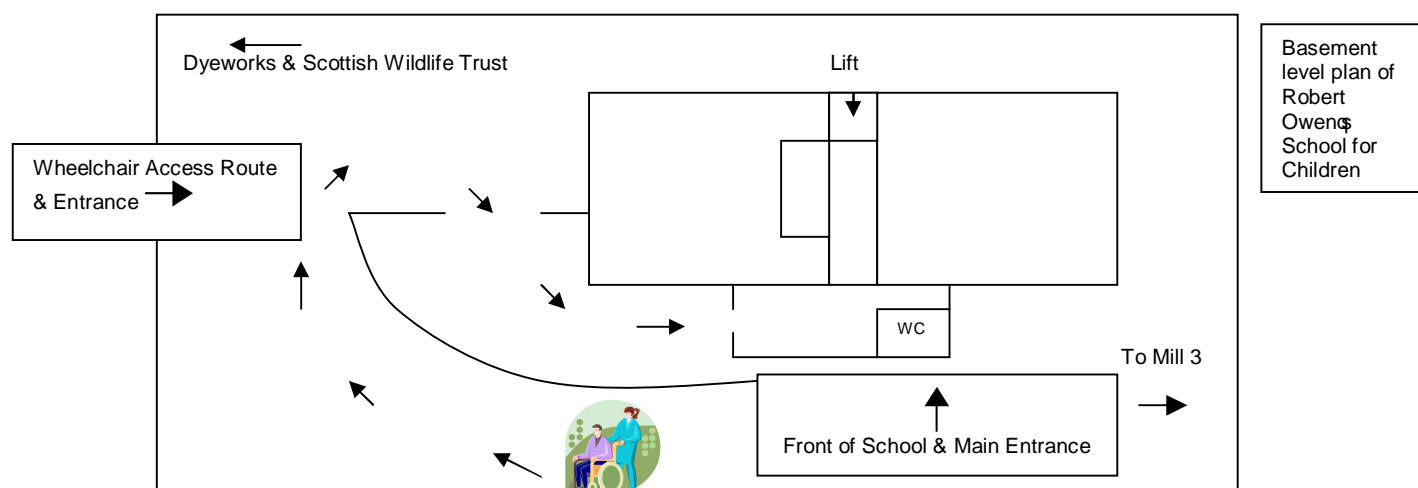 Dyeworks & Scottish Wildlife Trust
Lift
Basement
level plan of
Robert
School for
Children
Wheelchair Access Route
& Entrance
WC
To Mill 3
Front of School & Main Entrance